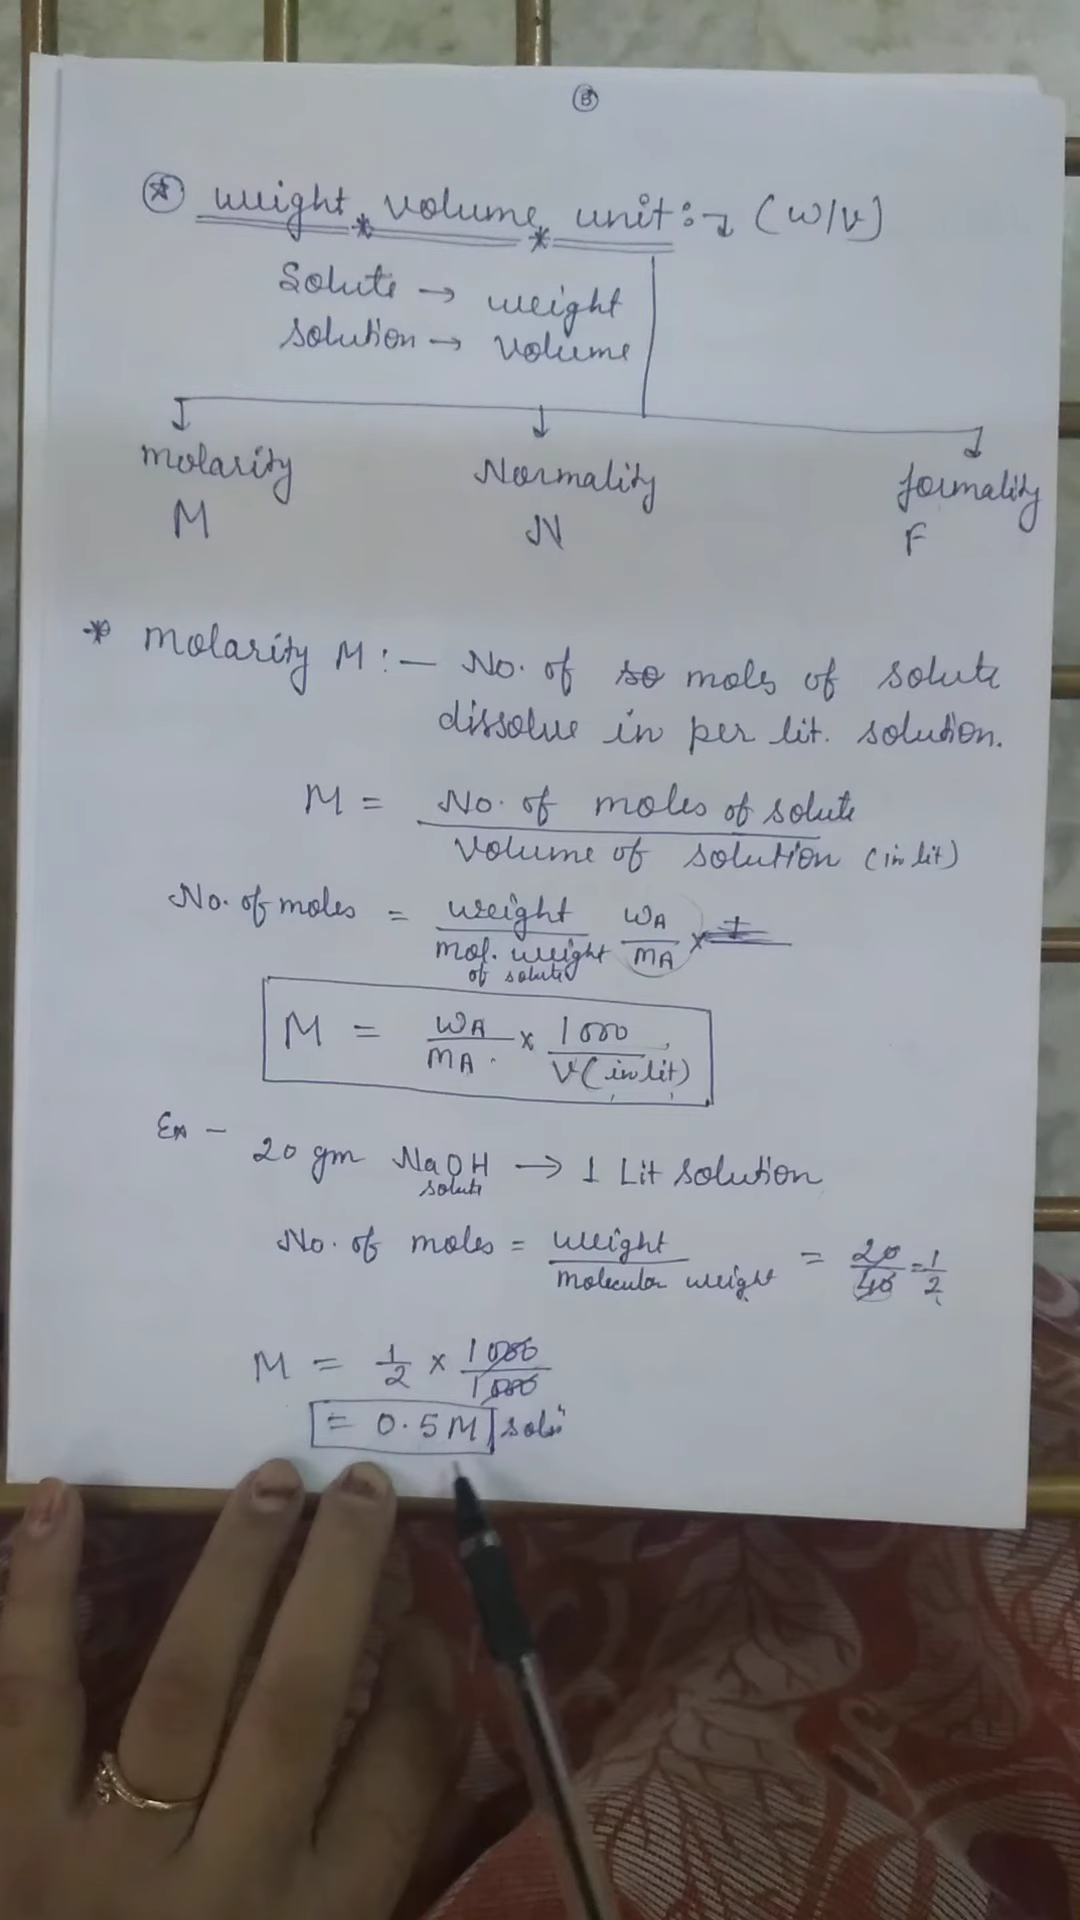 B
weight volume unit :→ (w/v)
Solute → weight
solution → volume
molarity Normality formality
M N F
* Molarity M :— No. of so moles of solute
dissolve in per lit. solution.
M = No. of moles of solute
Volume of solution (in lit)
No. of moles = weight / mol. weight of solute WA / MA ×
M = WA / MA × 1000 / V (in lit)
Ex - 20 gm NaOH → 1 Lit solution
solute
No. of moles = weight / molecular weight = 20 / 40 = 1 / 2
M = 1 / 2 × 1000 / 1000
= 0.5 M solⁿ